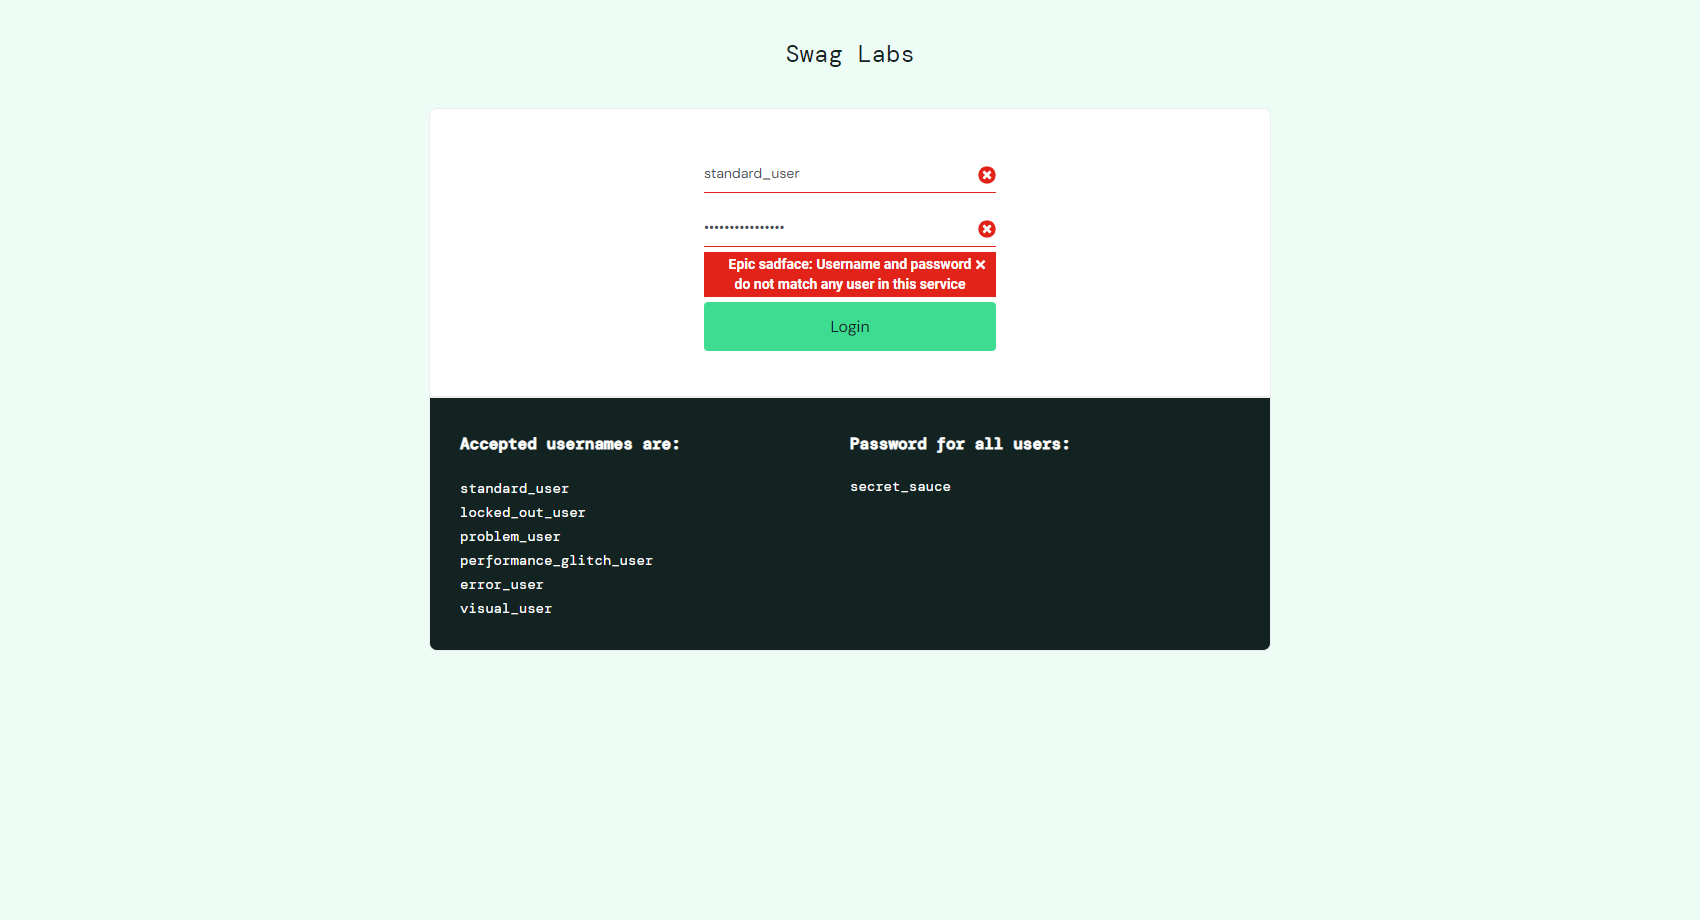 Swag Labs
standard_user
••••••••••••••••
Epic sadface: Username and password
do not match any user in this service
Login
Accepted usernames are:
standard_user
locked_out_user
problem_user
performance_glitch_user
error_user
visual_user
Password for all users:
secret_sauce